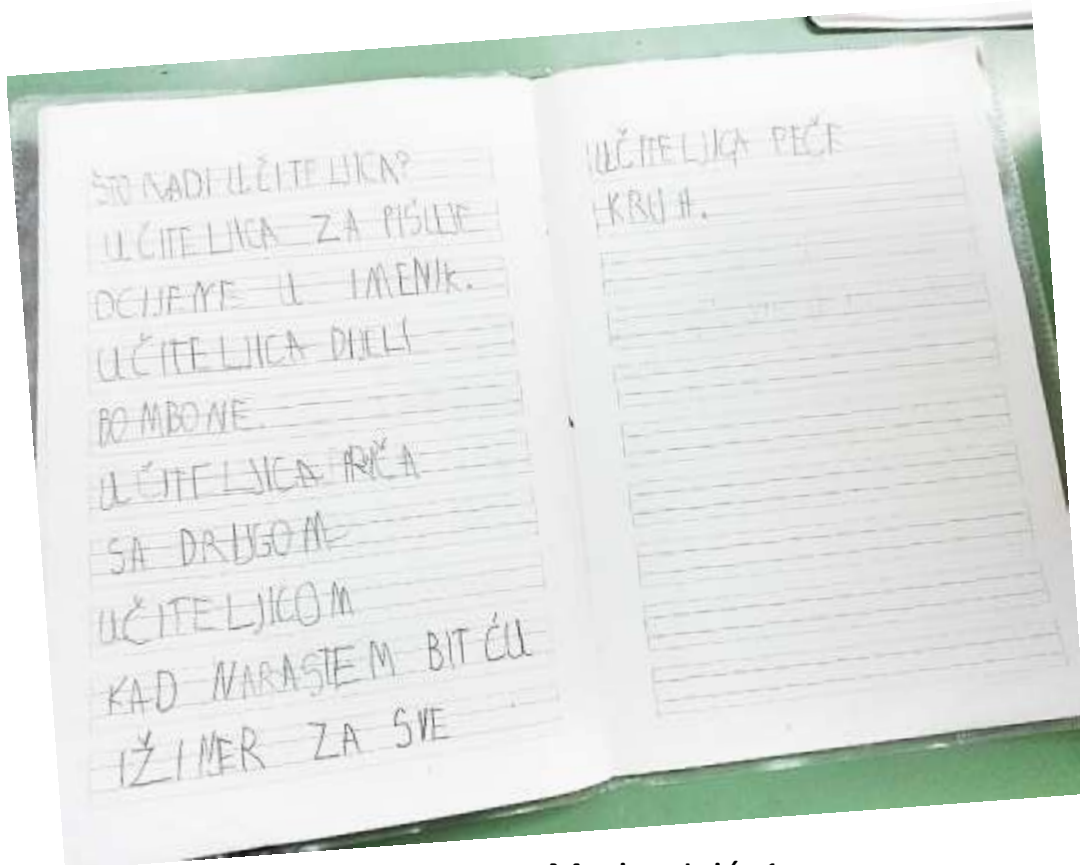 ŠTO RADI UČITELJICA?
UČITELJICA ZAPISUJE
OCIJENE U IMENIK.
UČITELJICA DIJELI
BOMBONE.
UČITELJICA PRIČA
SA DRUGOM
UČITELJICOM
KAD NARASTEM BIT ĆU
IŽINER ZA SVE
UČITELJICA PEČE
KRUH.